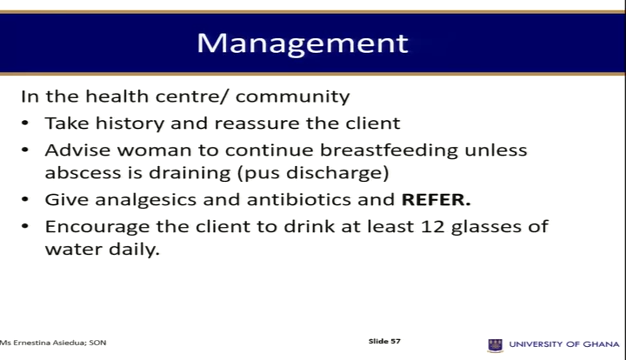 Management
In the health centre/ community
• Take history and reassure the client
• Advise woman to continue breastfeeding unless
abscess is draining (pus discharge)
• Give analgesics and antibiotics and REFER.
• Encourage the client to drink at least 12 glasses of
water daily.
Ms Ernestina Asiedua; SON
Slide 57
UNIVERSITY OF GHANA